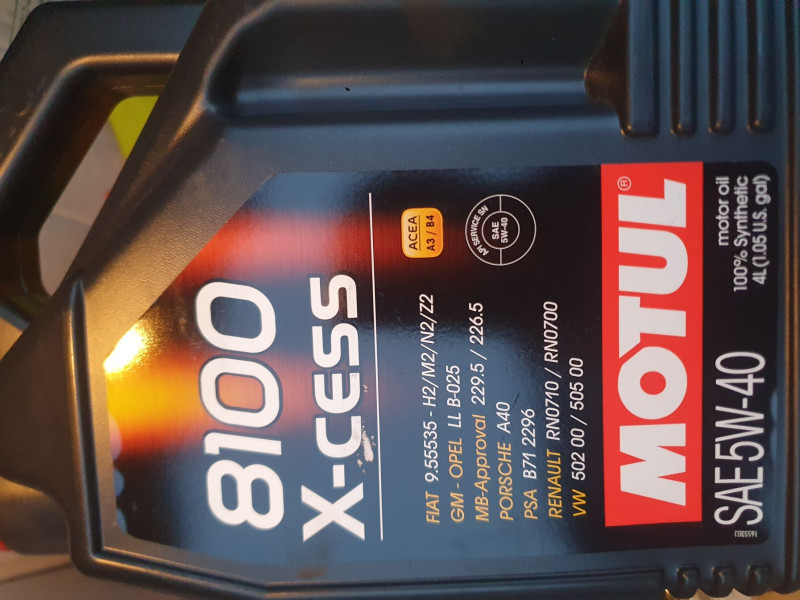 8100
X-cess
ACEA
A3 / B4
API SERVICE SN
SAE
5W-40
FIAT 9.55535 - H2/M2/N2/Z2
GM - OPEL LL B-025
MB-Approval 229.5 / 226.5
PORSCHE A40
PSA B71 2296
RENAULT RN0710 / RN0700
VW 502 00 / 505 00
MOTUL®
SAE 5W-40
motor oil
100% Synthetic
4L (1.05 U.S. gal)